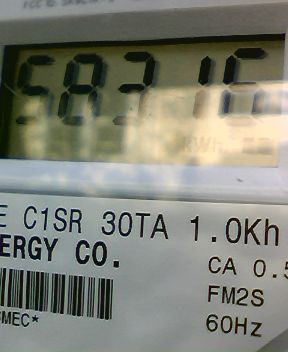 58316
kWh
E C1SR 30TA 1.0Kh
ERGY CO.
CA 0.5
FM2S
60Hz
MEC*